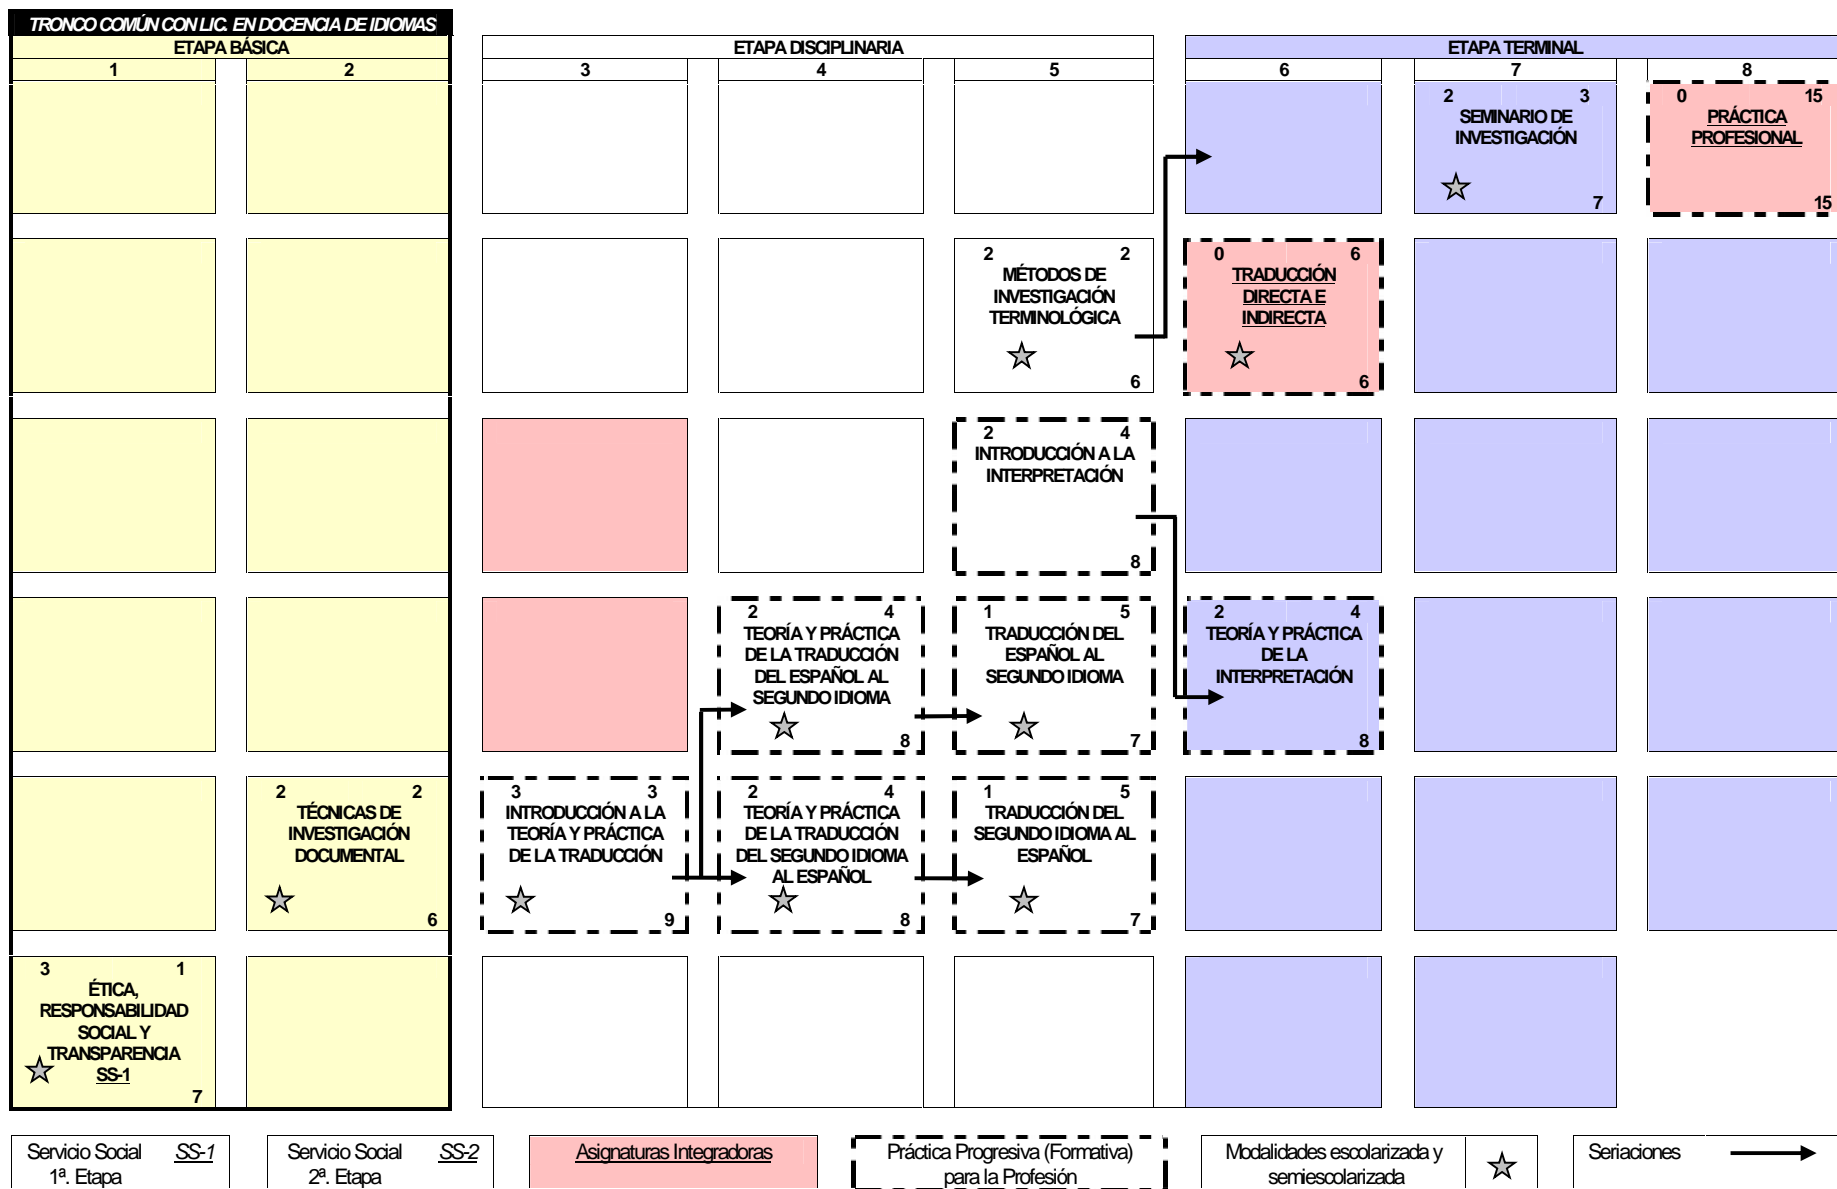 TRONCO COMÚN CON LIC. EN DOCENCIA DE IDIOMAS
ETAPA BÁSICA
ETAPA DISCIPLINARIA
ETAPA TERMINAL
1 2 3 4 5 6 7 8
2 3
SEMINARIO DE
INVESTIGACIÓN
7
0 15
PRÁCTICA
PROFESIONAL
15
2 2
MÉTODOS DE
INVESTIGACIÓN
TERMINOLÓGICA
6
0 6
TRADUCCIÓN
DIRECTA E
INDIRECTA
6
2 4
INTRODUCCIÓN A LA
INTERPRETACIÓN
8
2 4
TEORÍA Y PRÁCTICA
DE LA TRADUCCIÓN
DEL ESPAÑOL AL
SEGUNDO IDIOMA
8
1 5
TRADUCCIÓN DEL
ESPAÑOL AL
SEGUNDO IDIOMA
7
2 4
TEORÍA Y PRÁCTICA
DE LA
INTERPRETACIÓN
8
2 2
TÉCNICAS DE
INVESTIGACIÓN
DOCUMENTAL
6
3 3
INTRODUCCIÓN A LA
TEORÍA Y PRÁCTICA
DE LA TRADUCCIÓN
9
2 4
TEORÍA Y PRÁCTICA
DE LA TRADUCCIÓN
DEL SEGUNDO IDIOMA
AL ESPAÑOL
8
1 5
TRADUCCIÓN DEL
SEGUNDO IDIOMA AL
ESPAÑOL
7
3 1
ÉTICA,
RESPONSABILIDAD
SOCIAL Y
TRANSPARENCIA
SS-1
7
Servicio Social SS-1
1ª. Etapa
Servicio Social SS-2
2ª. Etapa
Asignaturas Integradoras
Práctica Progresiva (Formativa)
para la Profesión
Modalidades escolarizada y
semiescolarizada
Seriaciones